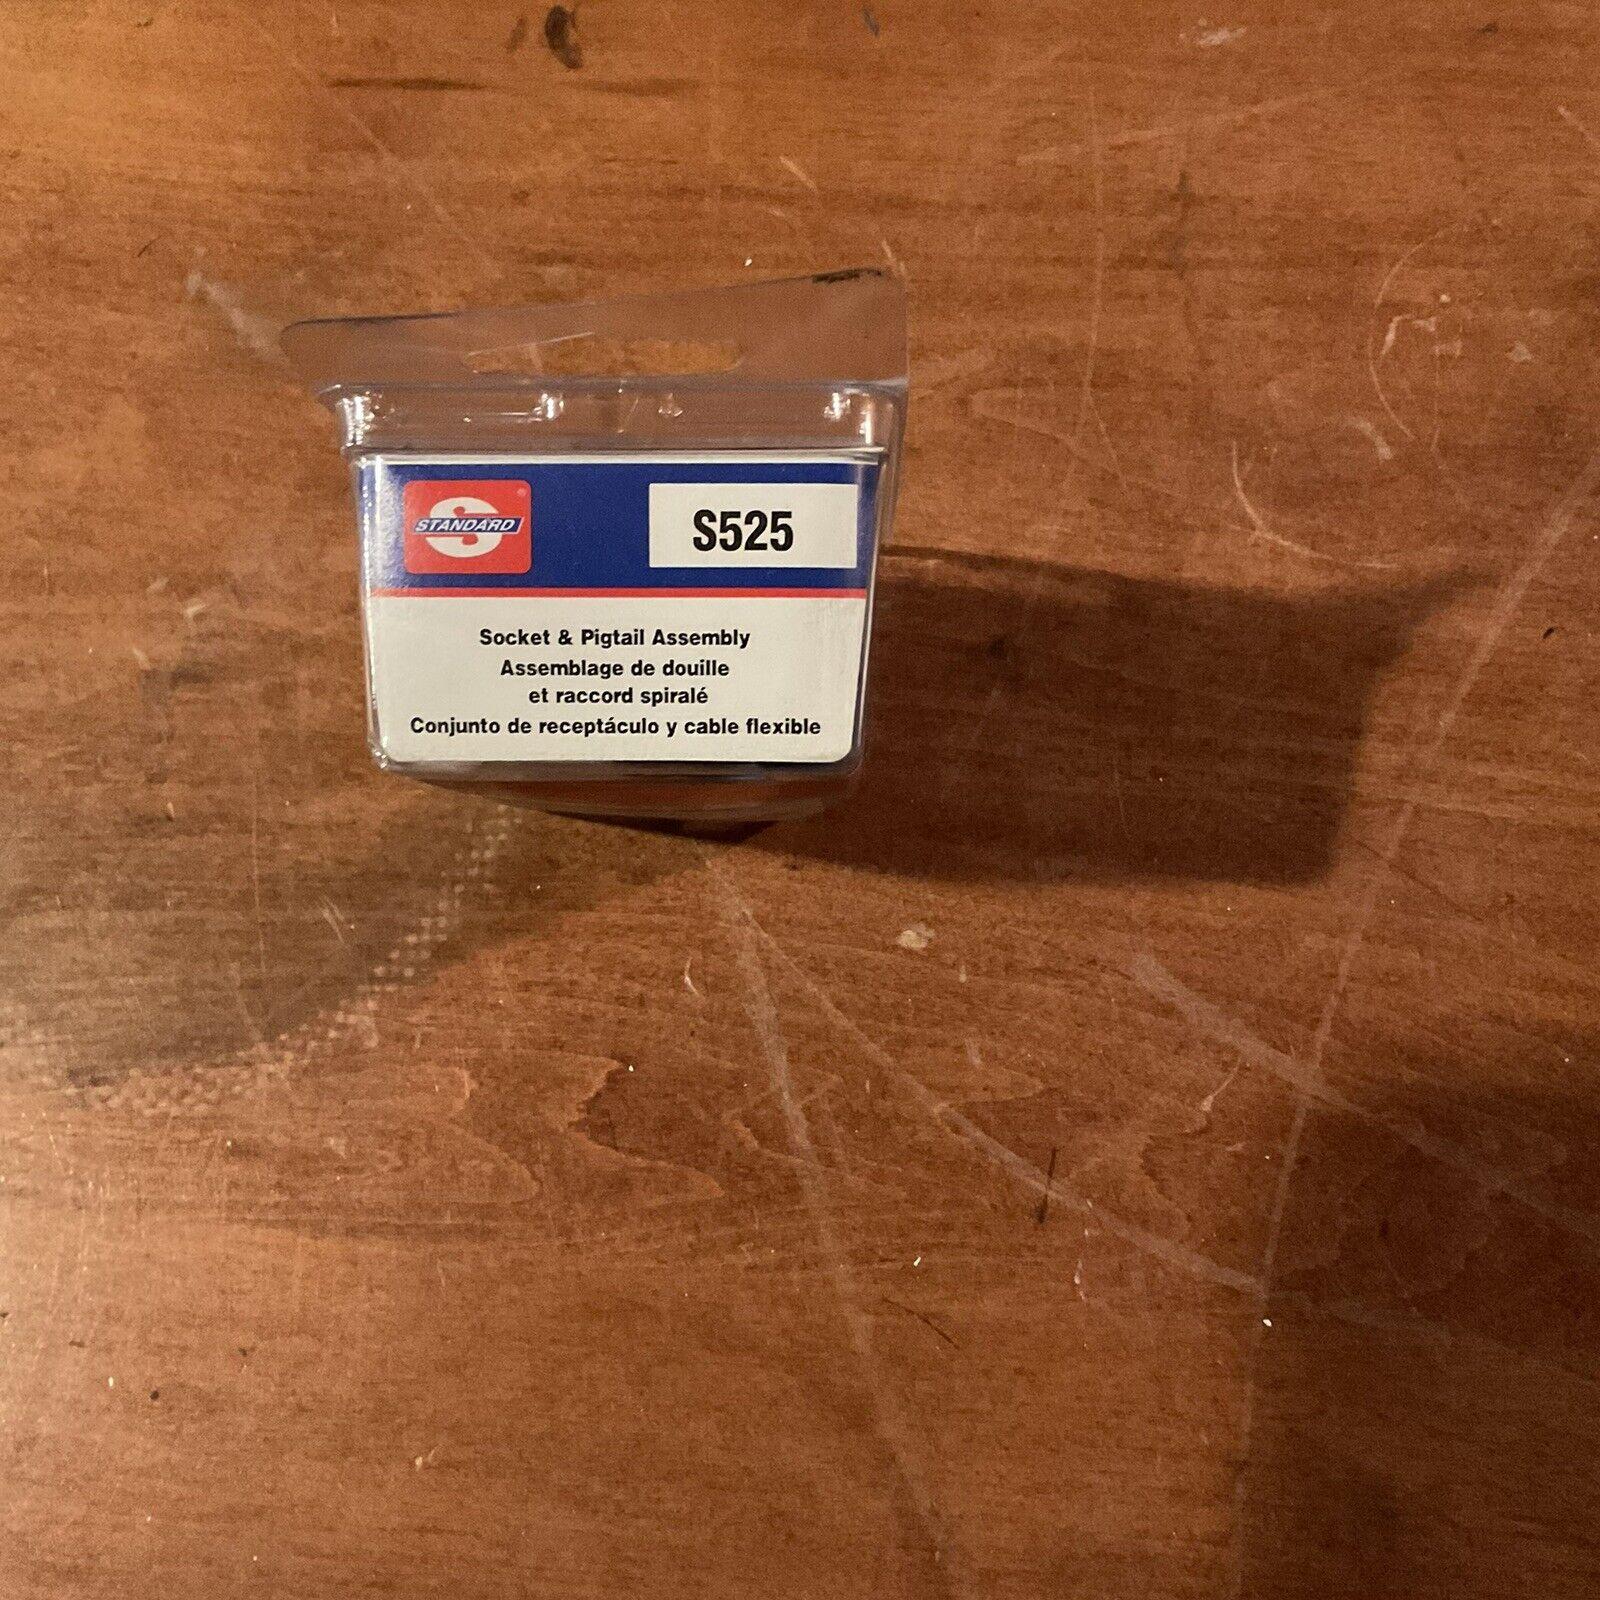 S
STANDARD
®
S525
Socket & Pigtail Assembly
Assemblage de douille
et raccord spiralé
Conjunto de receptáculo y cable flexible